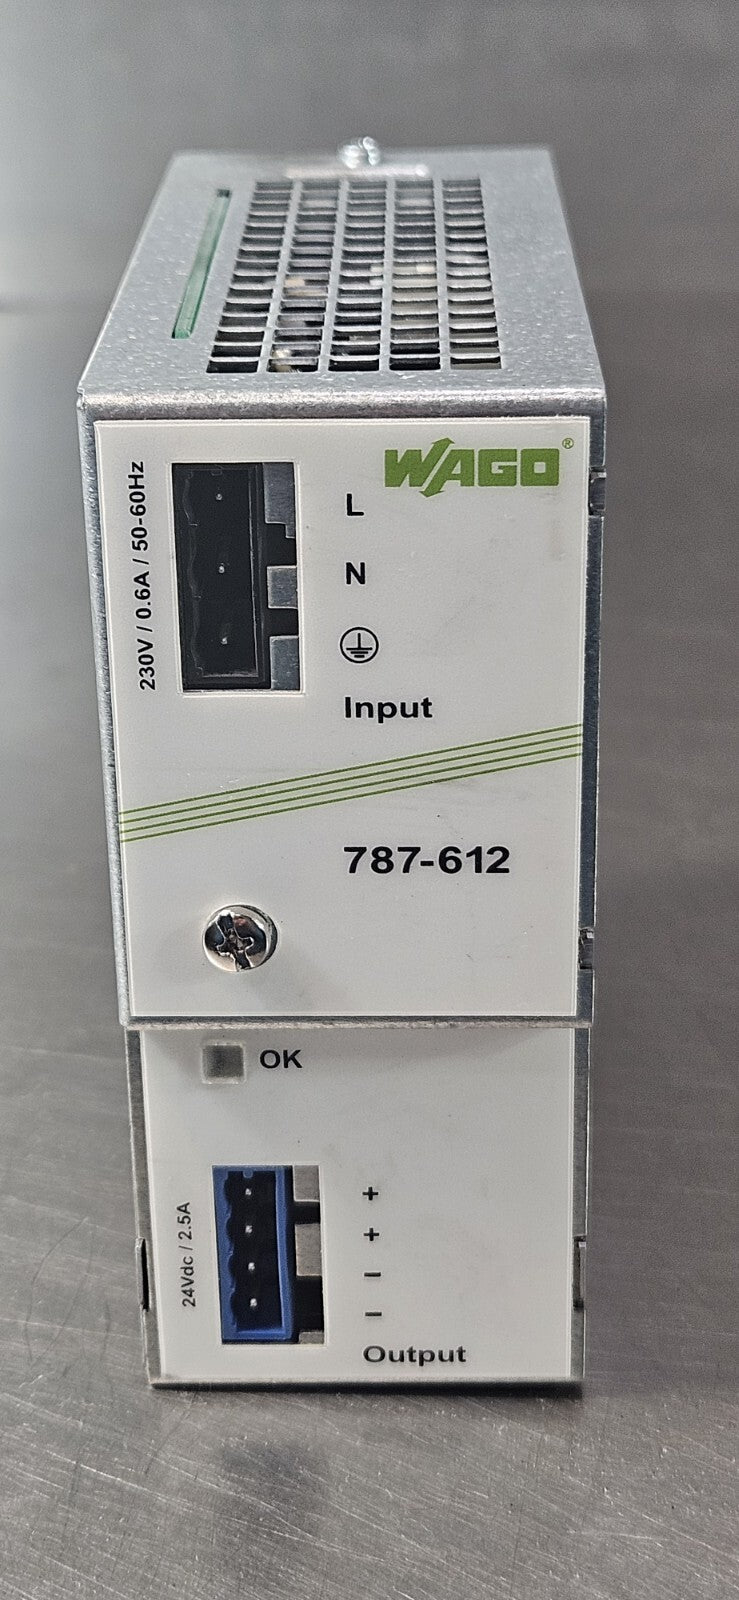 WAGO®
230V / 0.6A / 50-60Hz
L
N
Input
787-612
OK
24Vdc / 2.5A
+
+
–
–
Output